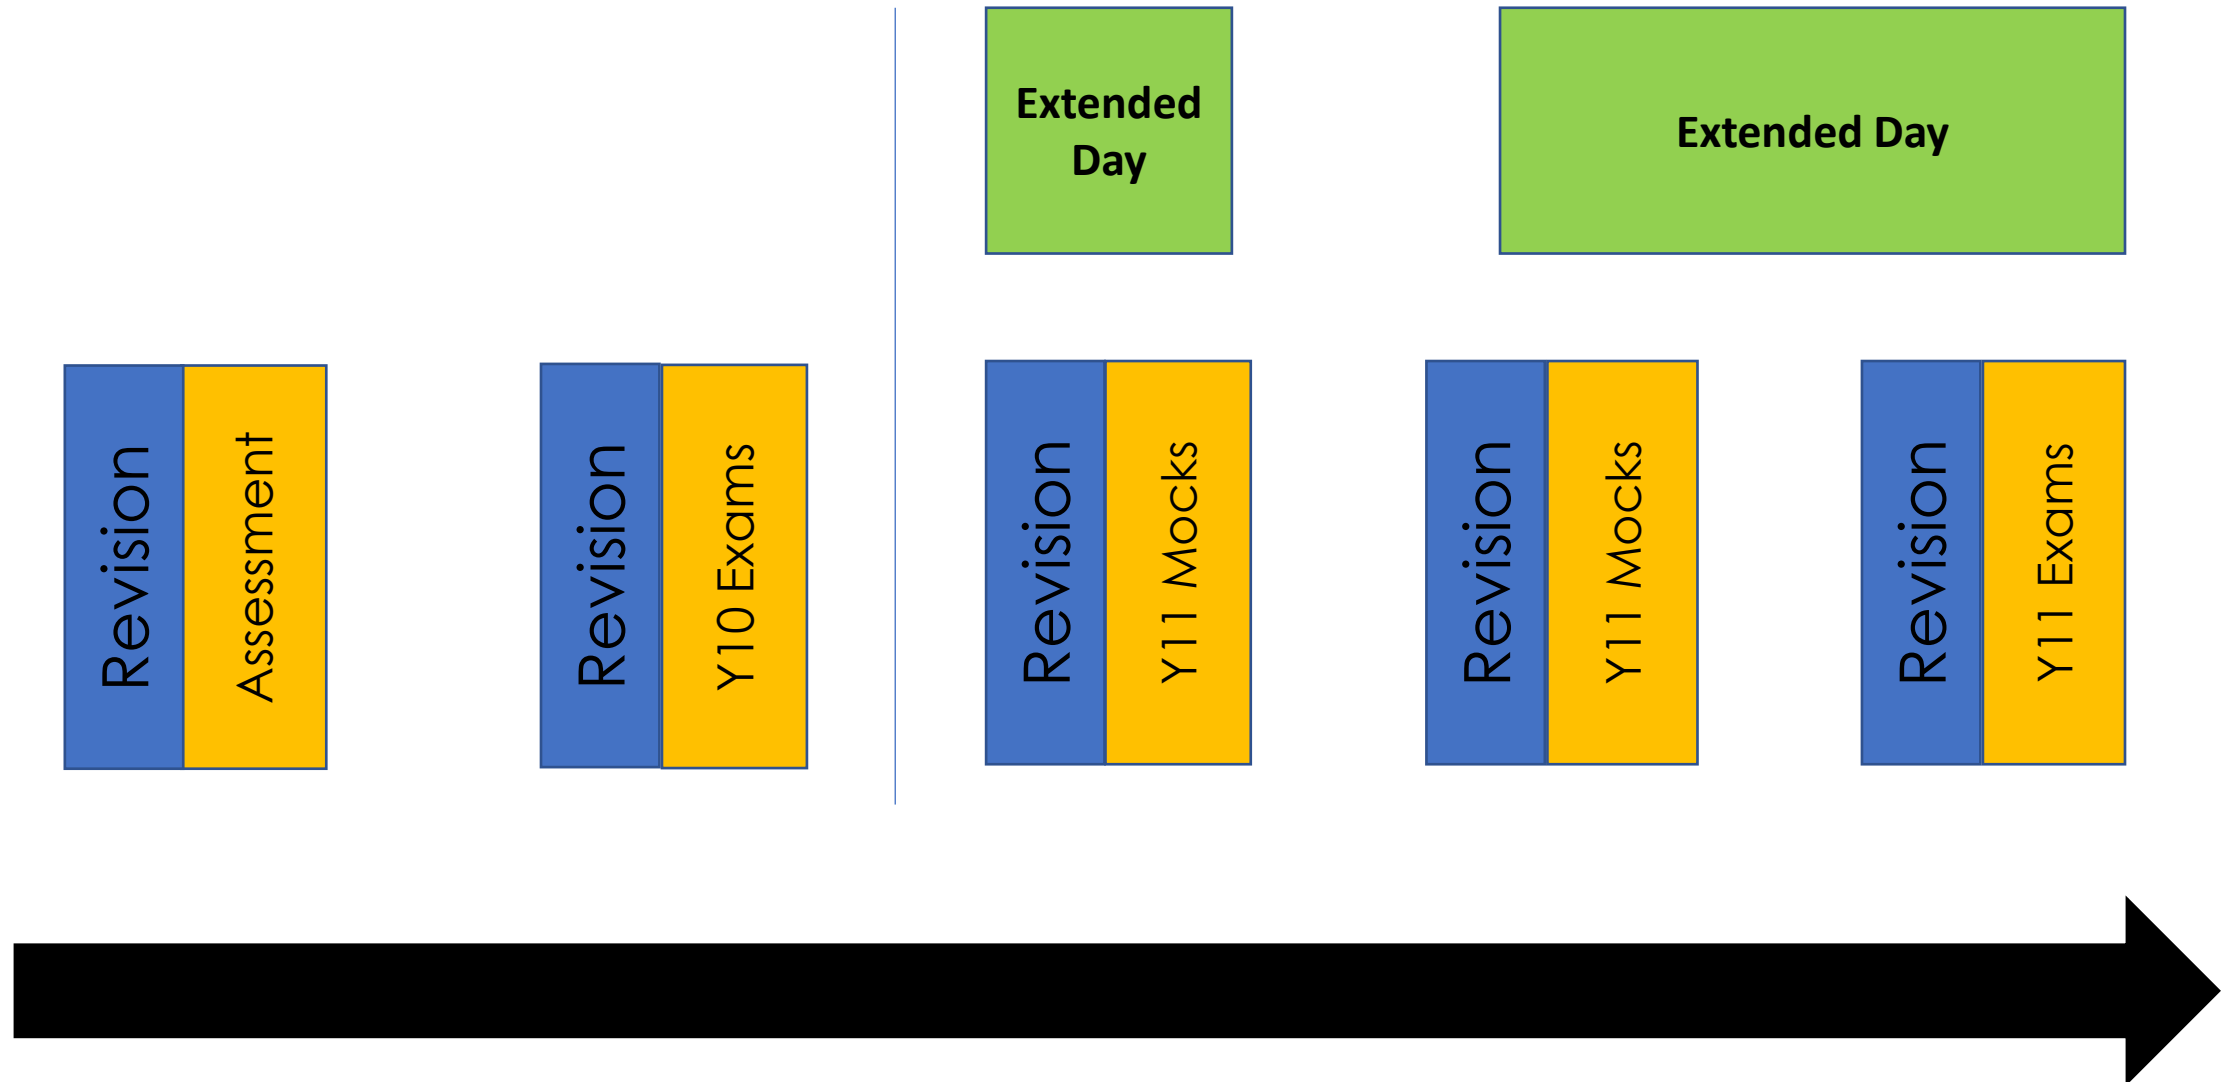 Extended
Day
Extended Day
Revision
Assessment
Revision
Y10 Exams
Revision
Y11 Mocks
Revision
Y11 Mocks
Revision
Y11 Exams